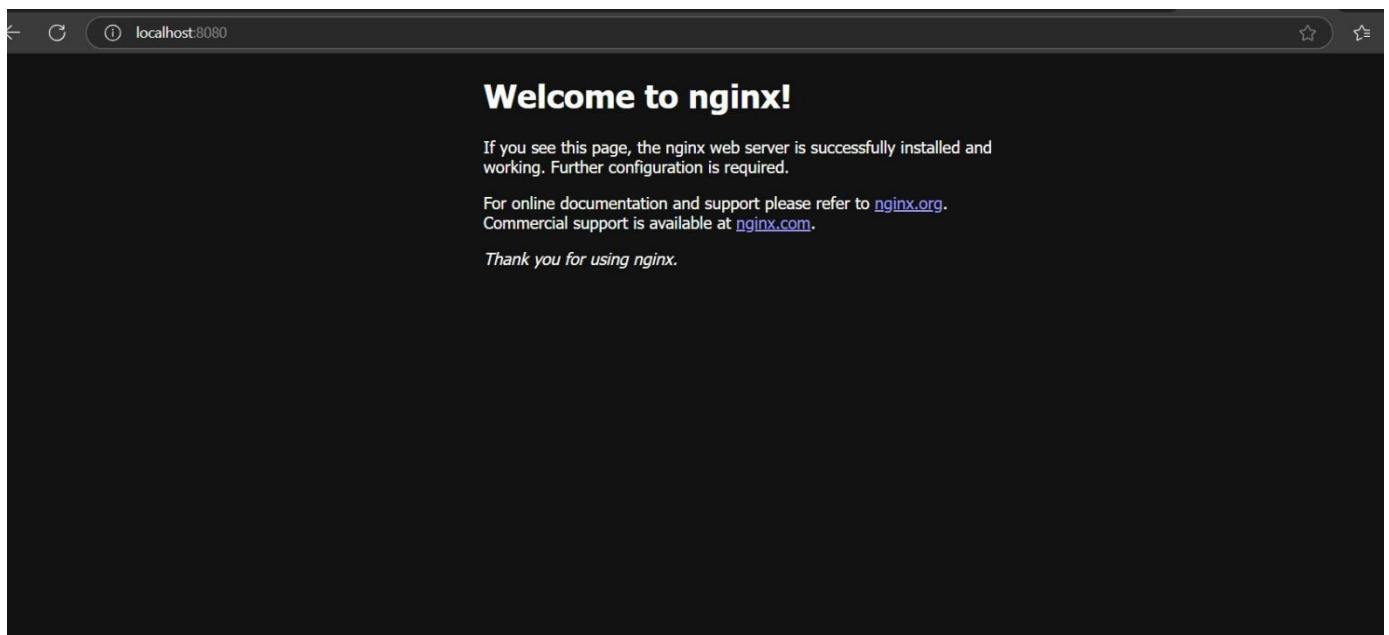 localhost:8080
Welcome to nginx!
If you see this page, the nginx web server is successfully installed and
working. Further configuration is required.
For online documentation and support please refer to nginx.org.
Commercial support is available at nginx.com.
Thank you for using nginx.